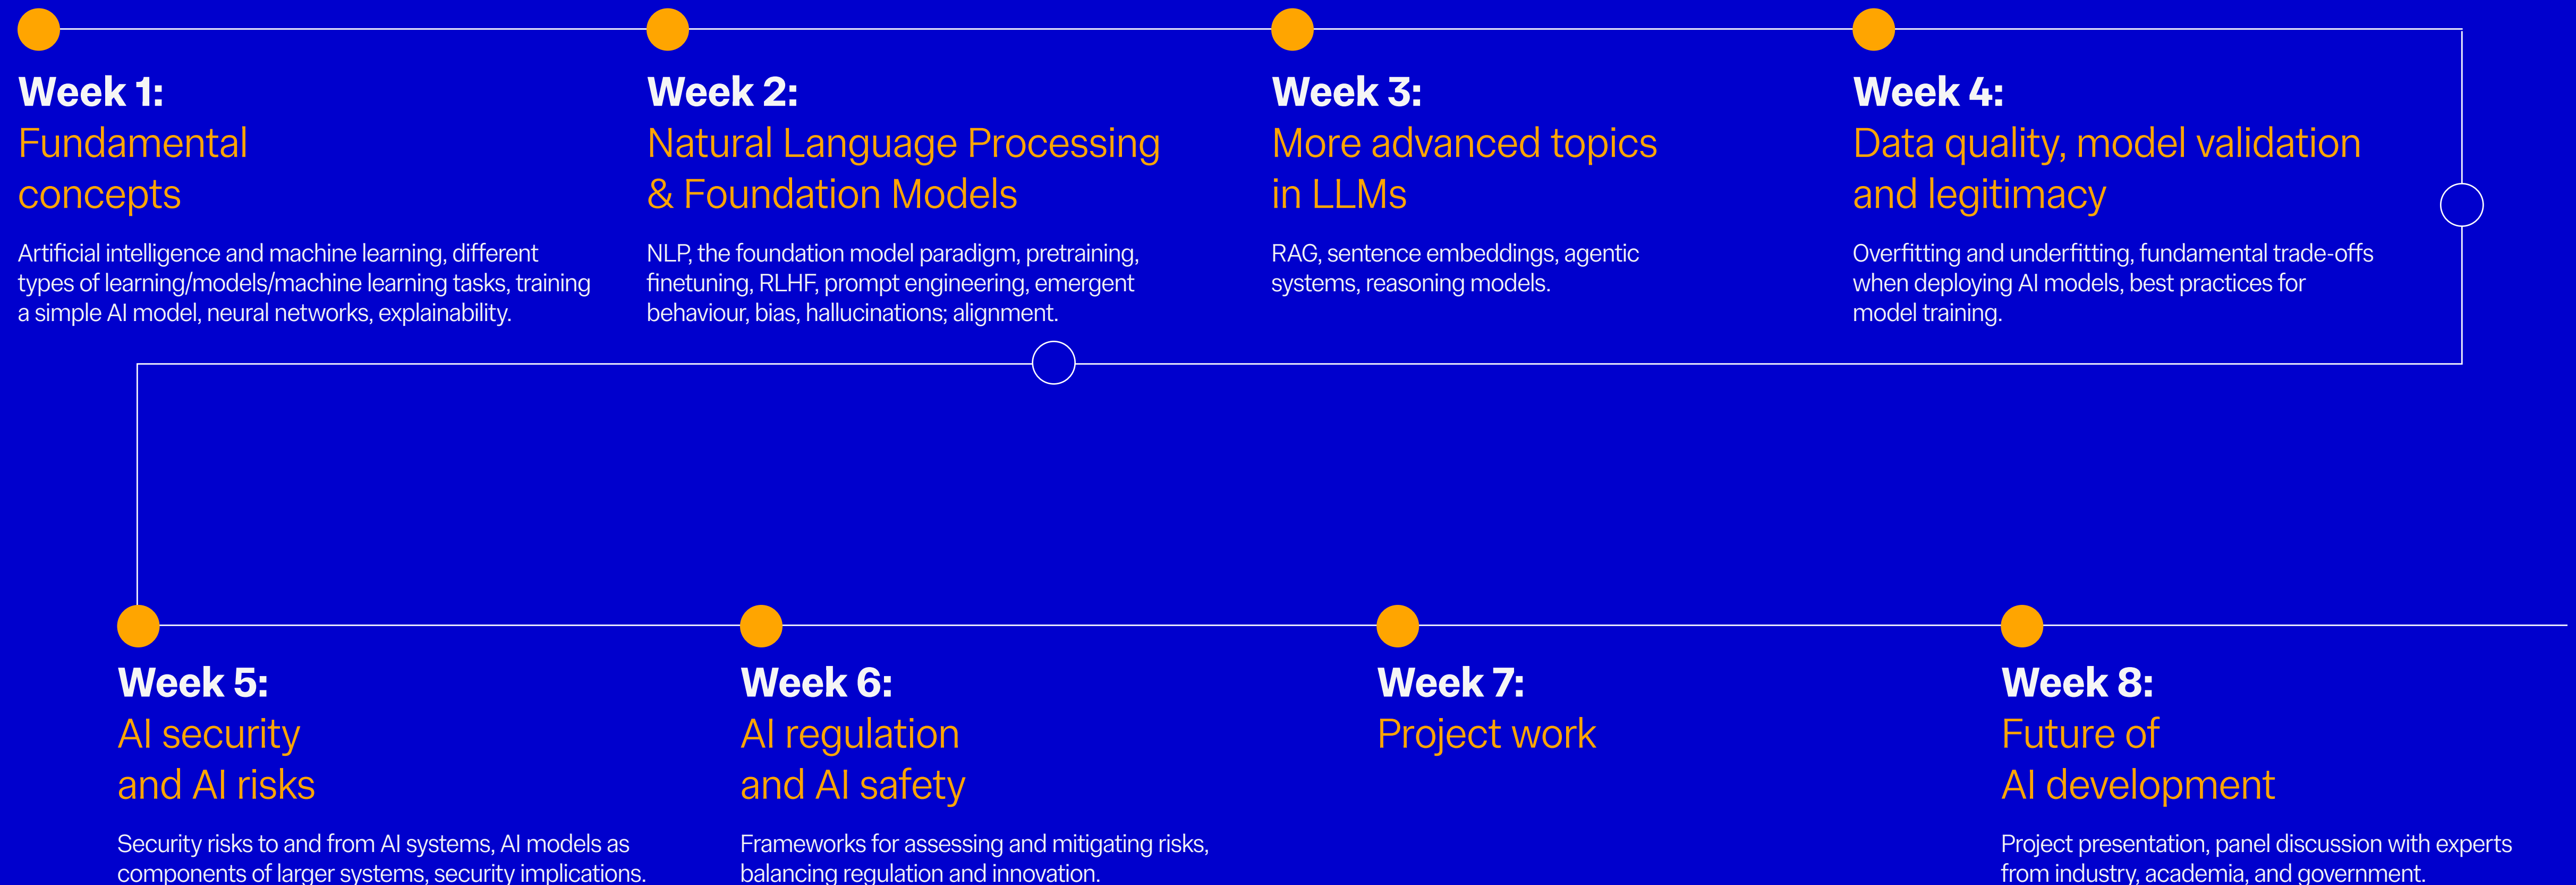 Week 1:
Fundamental
concepts
Artificial intelligence and machine learning, different
types of learning/models/machine learning tasks, training
a simple AI model, neural networks, explainability.
Week 2:
Natural Language Processing
& Foundation Models
NLP, the foundation model paradigm, pretraining,
finetuning, RLHF, prompt engineering, emergent
behaviour, bias, hallucinations; alignment.
Week 3:
More advanced topics
in LLMs
RAG, sentence embeddings, agentic
systems, reasoning models.
Week 4:
Data quality, model validation
and legitimacy
Overfitting and underfitting, fundamental trade-offs
when deploying AI models, best practices for
model training.
Week 5:
AI security
and AI risks
Security risks to and from AI systems, AI models as
components of larger systems, security implications.
Week 6:
AI regulation
and AI safety
Frameworks for assessing and mitigating risks,
balancing regulation and innovation.
Week 7:
Project work
Week 8:
Future of
AI development
Project presentation, panel discussion with experts
from industry, academia, and government.